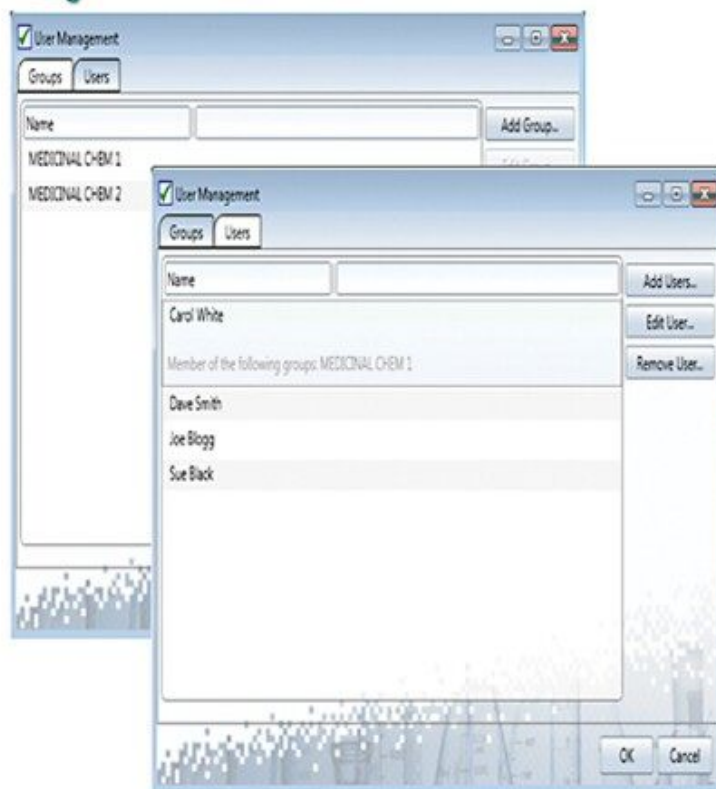 User Management
Groups Users
Name
Add Group...
MEDICINAL CHEM 1
MEDICINAL CHEM 2
User Management
Groups Users
Name
Add Users...
Carol White
Edit User...
Member of the following groups: MEDICINAL CHEM 1
Remove User...
Dave Smith
Joe Blogg
Sue Black
OK Cancel